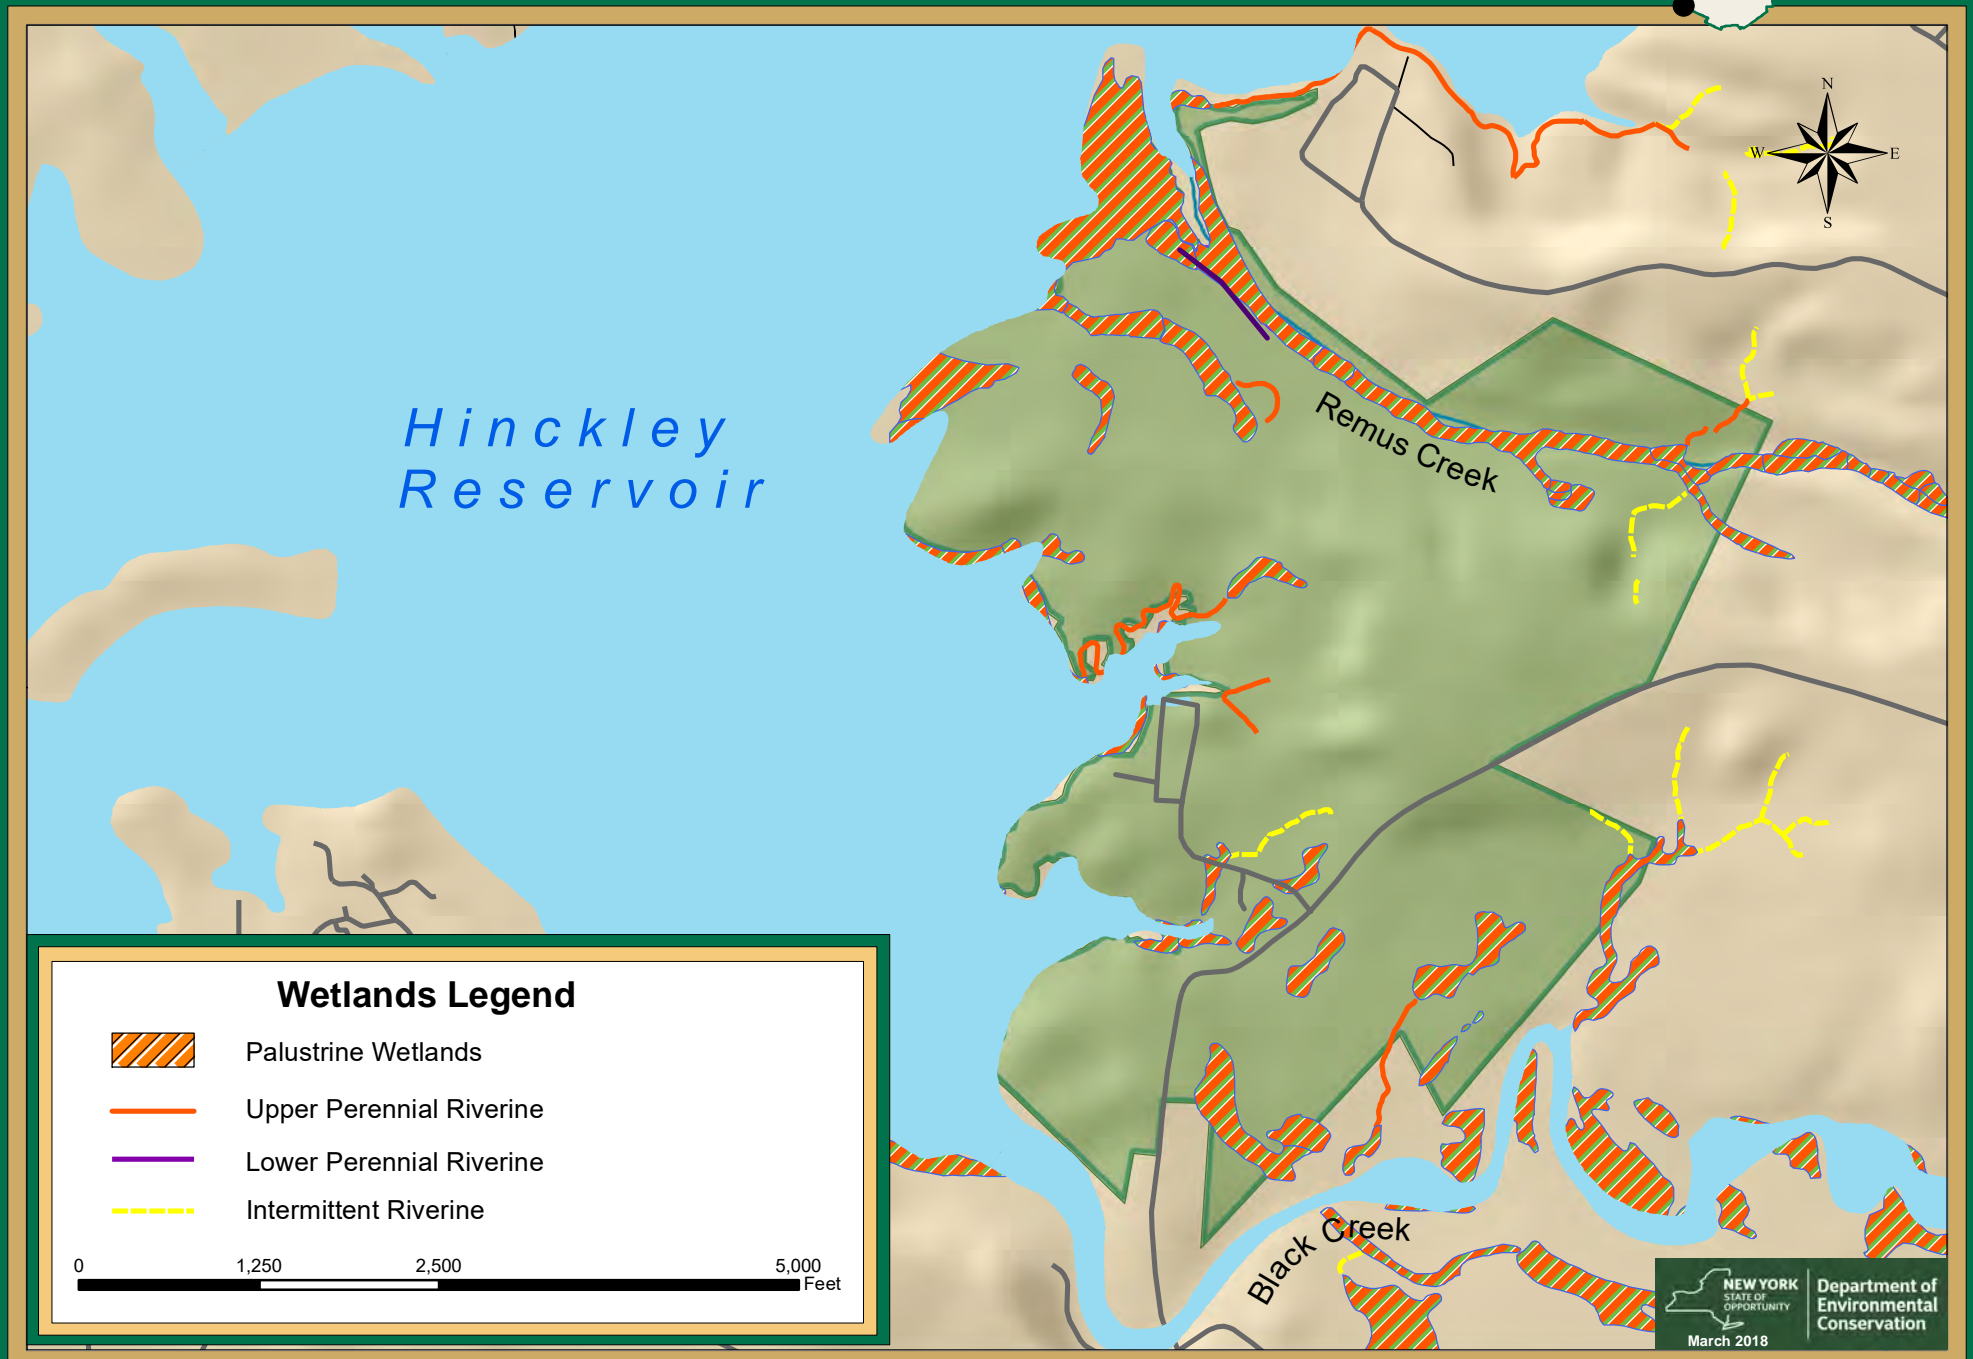 N
W
E
S
Hinckley
Reservoir
Remus Creek
Black Creek
Wetlands Legend
Palustrine Wetlands
Upper Perennial Riverine
Lower Perennial Riverine
Intermittent Riverine
0 1,250 2,500 5,000
Feet
NEW YORK
STATE OF
OPPORTUNITY
Department of
Environmental
Conservation
March 2018